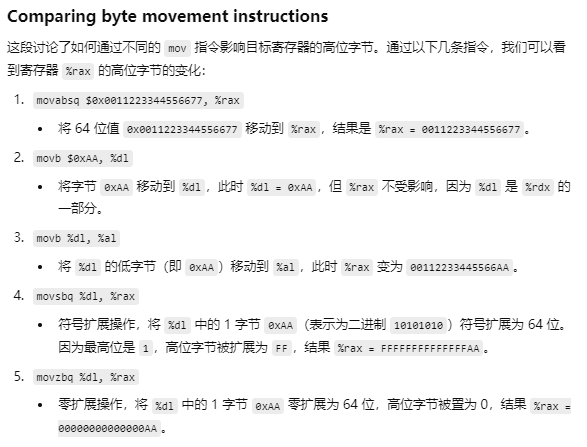 Comparing byte movement instructions
这段讨论了如何通过不同的 mov 指令影响目标寄存器的高位字节。通过以下几条指令，我们可以看
到寄存器 %rax 的高位字节的变化：
1. movabsq $0x0011223344556677, %rax
• 将 64 位值 0x0011223344556677 移动到 %rax，结果是 %rax = 0011223344556677。
2. movb $0xAA, %dl
• 将字节 0xAA 移动到 %dl，此时 %dl = 0xAA，但 %rax 不受影响，因为 %dl 是 %rdx 的
一部分。
3. movb %dl, %al
• 将 %dl 的低字节（即 0xAA）移动到 %al，此时 %rax 变为 00112233445566AA。
4. movsbq %dl, %rax
• 符号扩展操作，将 %dl 中的 1 字节 0xAA（表示为二进制 10101010）符号扩展为 64 位。
因为最高位是 1，高位字节被扩展为 FF，结果 %rax = FFFFFFFFFFFFFFAA。
5. movzbq %dl, %rax
• 零扩展操作，将 %dl 中的 1 字节 0xAA 零扩展为 64 位，高位字节被置为 0，结果 %rax =
00000000000000AA。